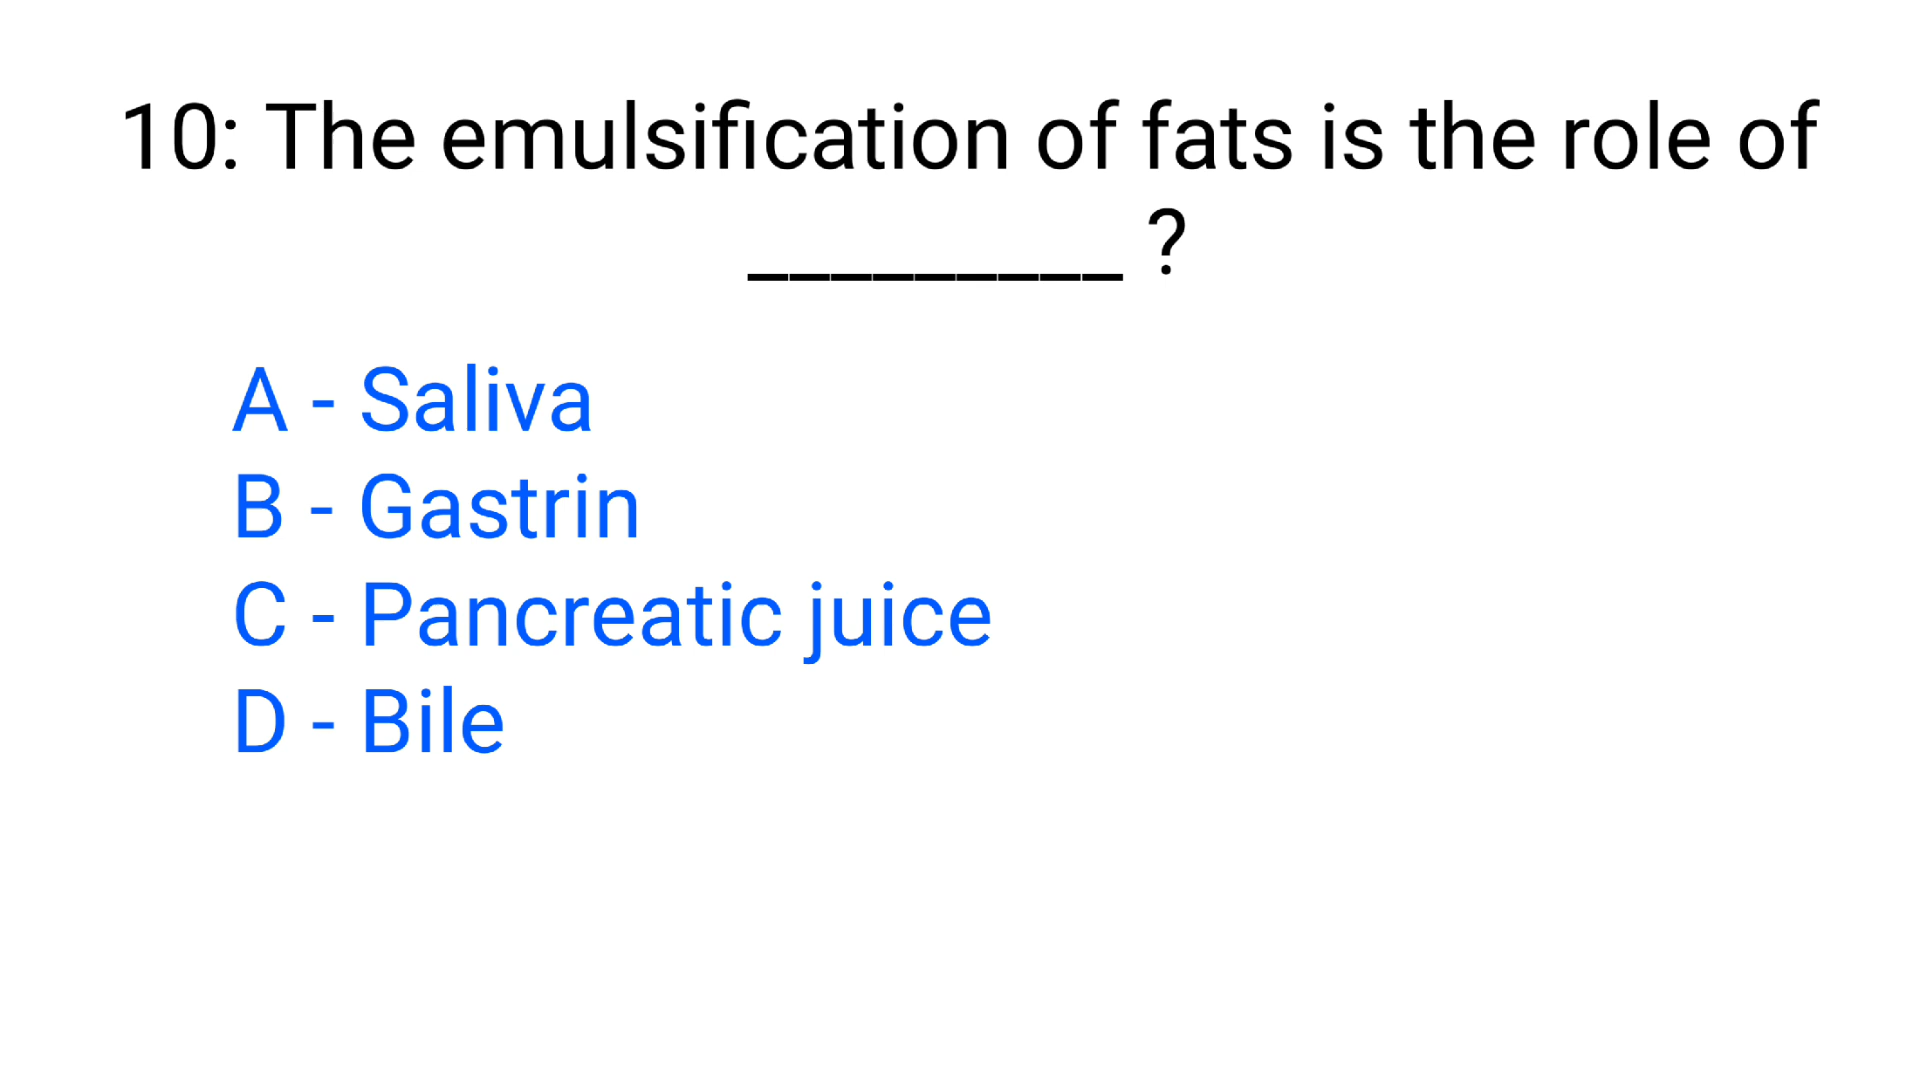 10: The emulsification of fats is the role of
_________ ?
A - Saliva
B - Gastrin
C - Pancreatic juice
D - Bile